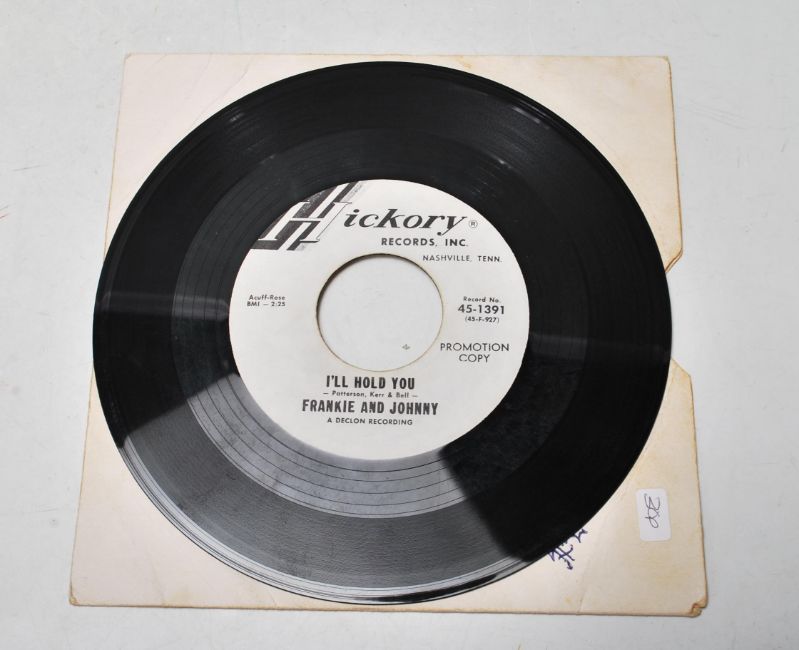 Hickory®
RECORDS, INC.
NASHVILLE, TENN.
Acuff-Rose
BMI — 2:25
Record No.
45-1391
(45-F-927)
PROMOTION
COPY
I'LL HOLD YOU
— Patterson, Kerr & Bell —
FRANKIE AND JOHNNY
A DECLON RECORDING